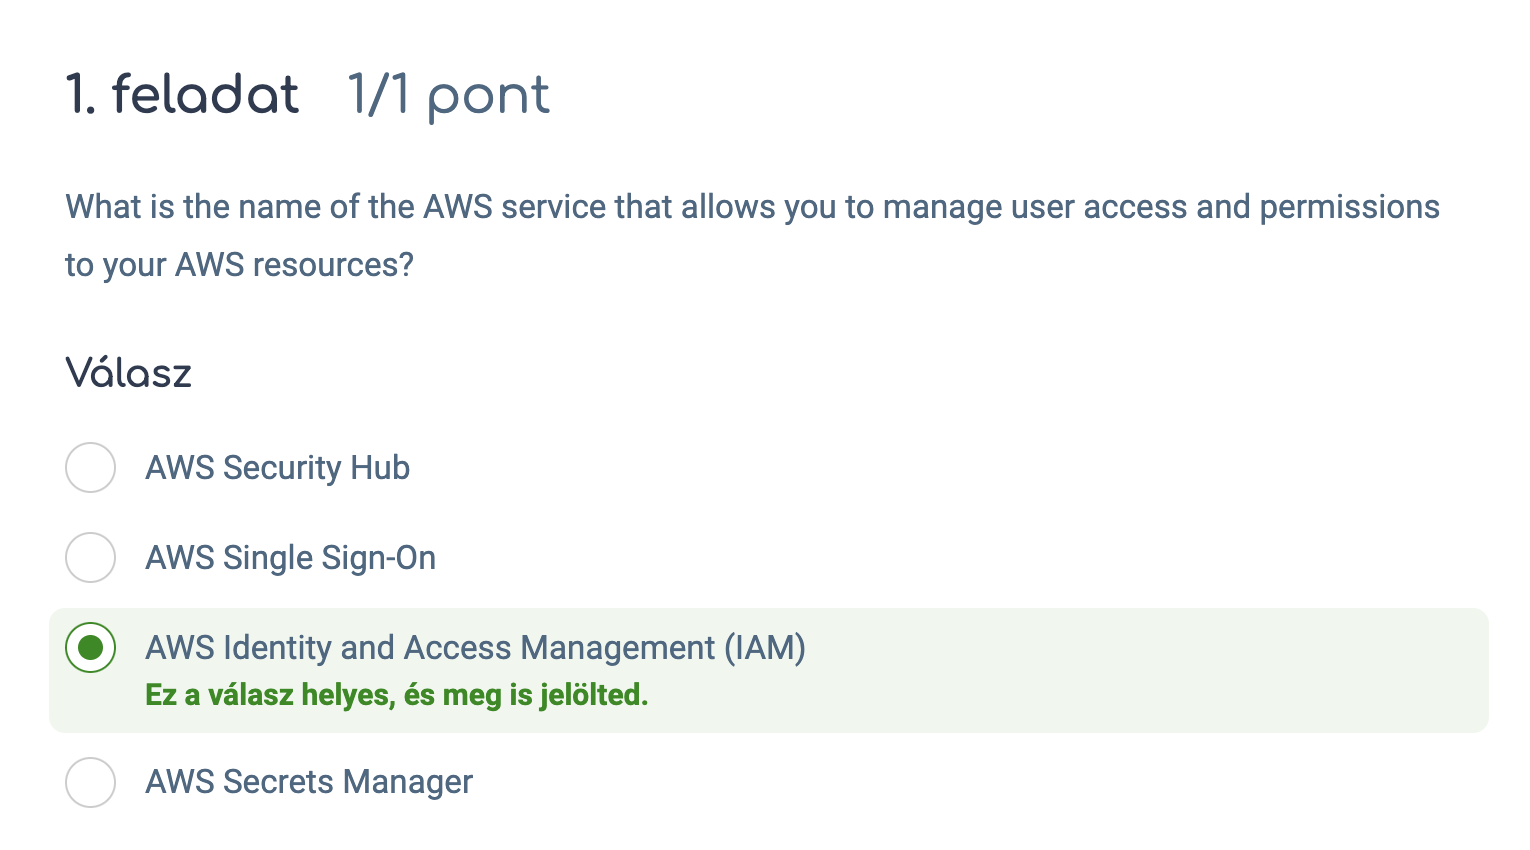 1. feladat 1/1 pont
What is the name of the AWS service that allows you to manage user access and permissions
to your AWS resources?
Válasz
AWS Security Hub
AWS Single Sign-On
AWS Identity and Access Management (IAM)
Ez a válasz helyes, és meg is jelölted.
AWS Secrets Manager